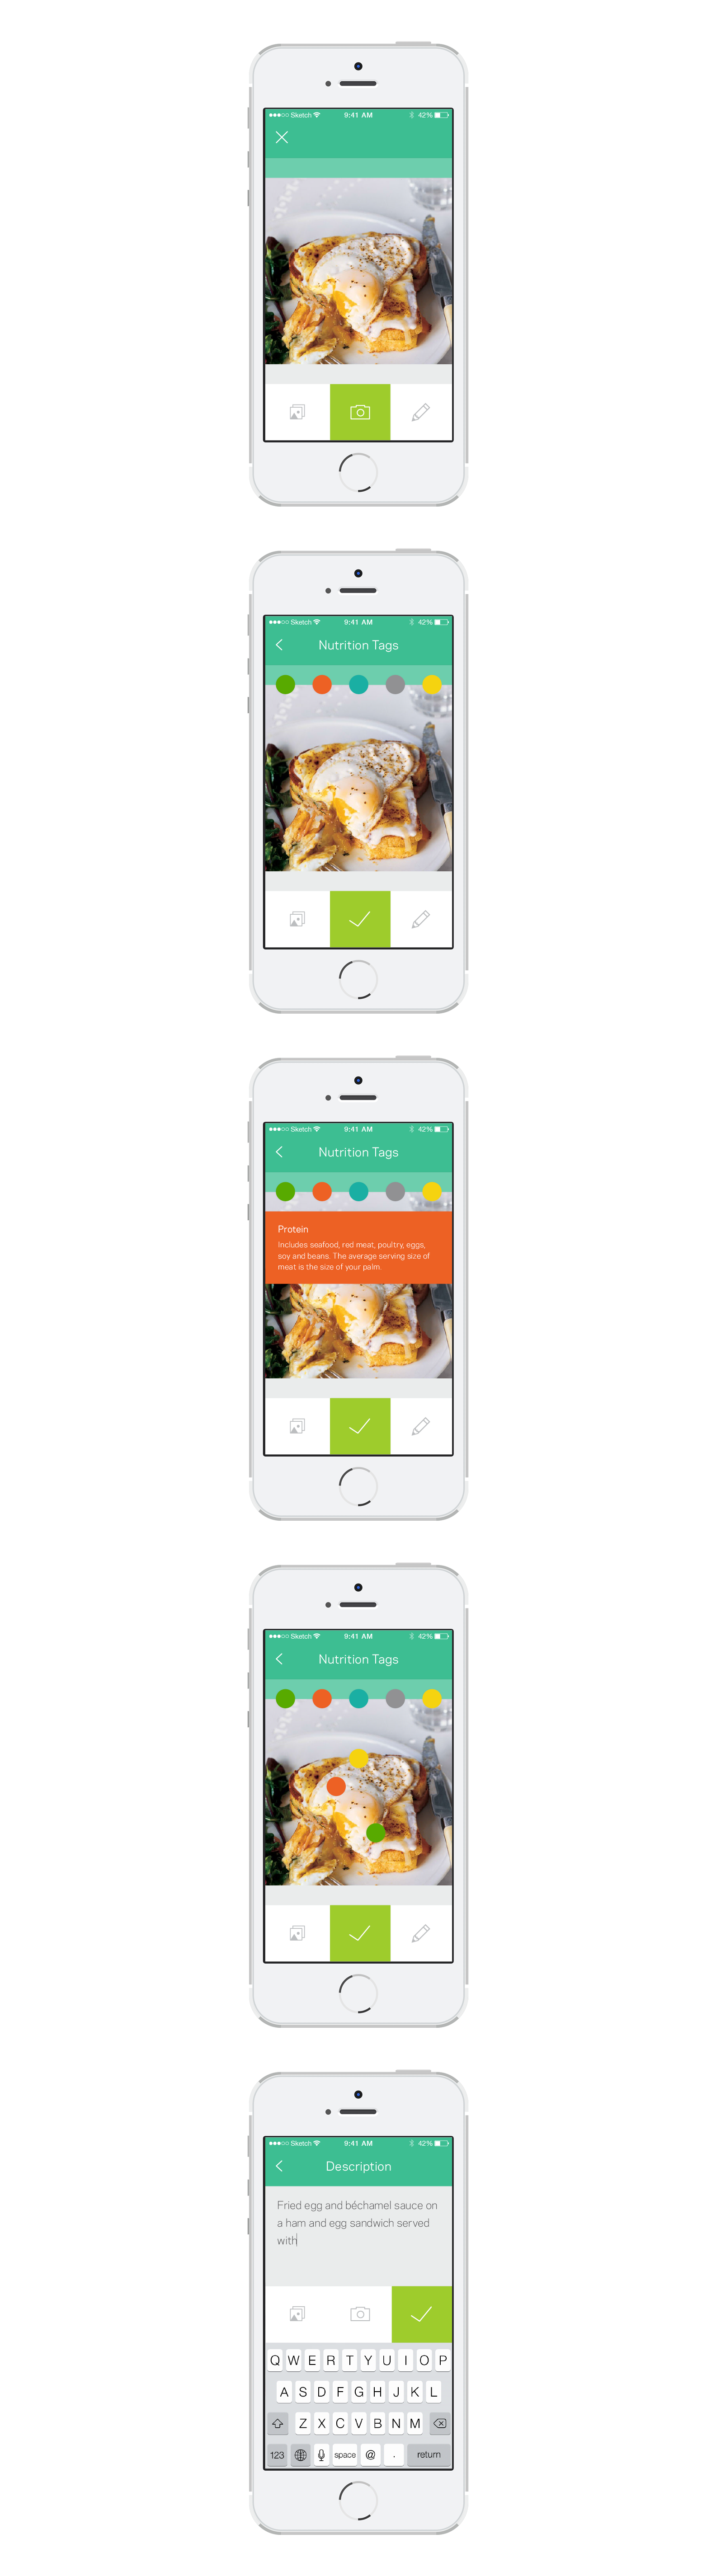 Sketch 9:41 AM 42%
Sketch 9:41 AM 42%
Nutrition Tags
Sketch 9:41 AM 42%
Nutrition Tags
Protein
Includes seafood, red meat, poultry, eggs,
soy and beans. The average serving size of
meat is the size of your palm.
Sketch 9:41 AM 42%
Nutrition Tags
Sketch 9:41 AM 42%
Description
Fried egg and béchamel sauce on
a ham and egg sandwich served
with
Q W E R T Y U I O P
A S D F G H J K L
Z X C V B N M
123 space @ . return